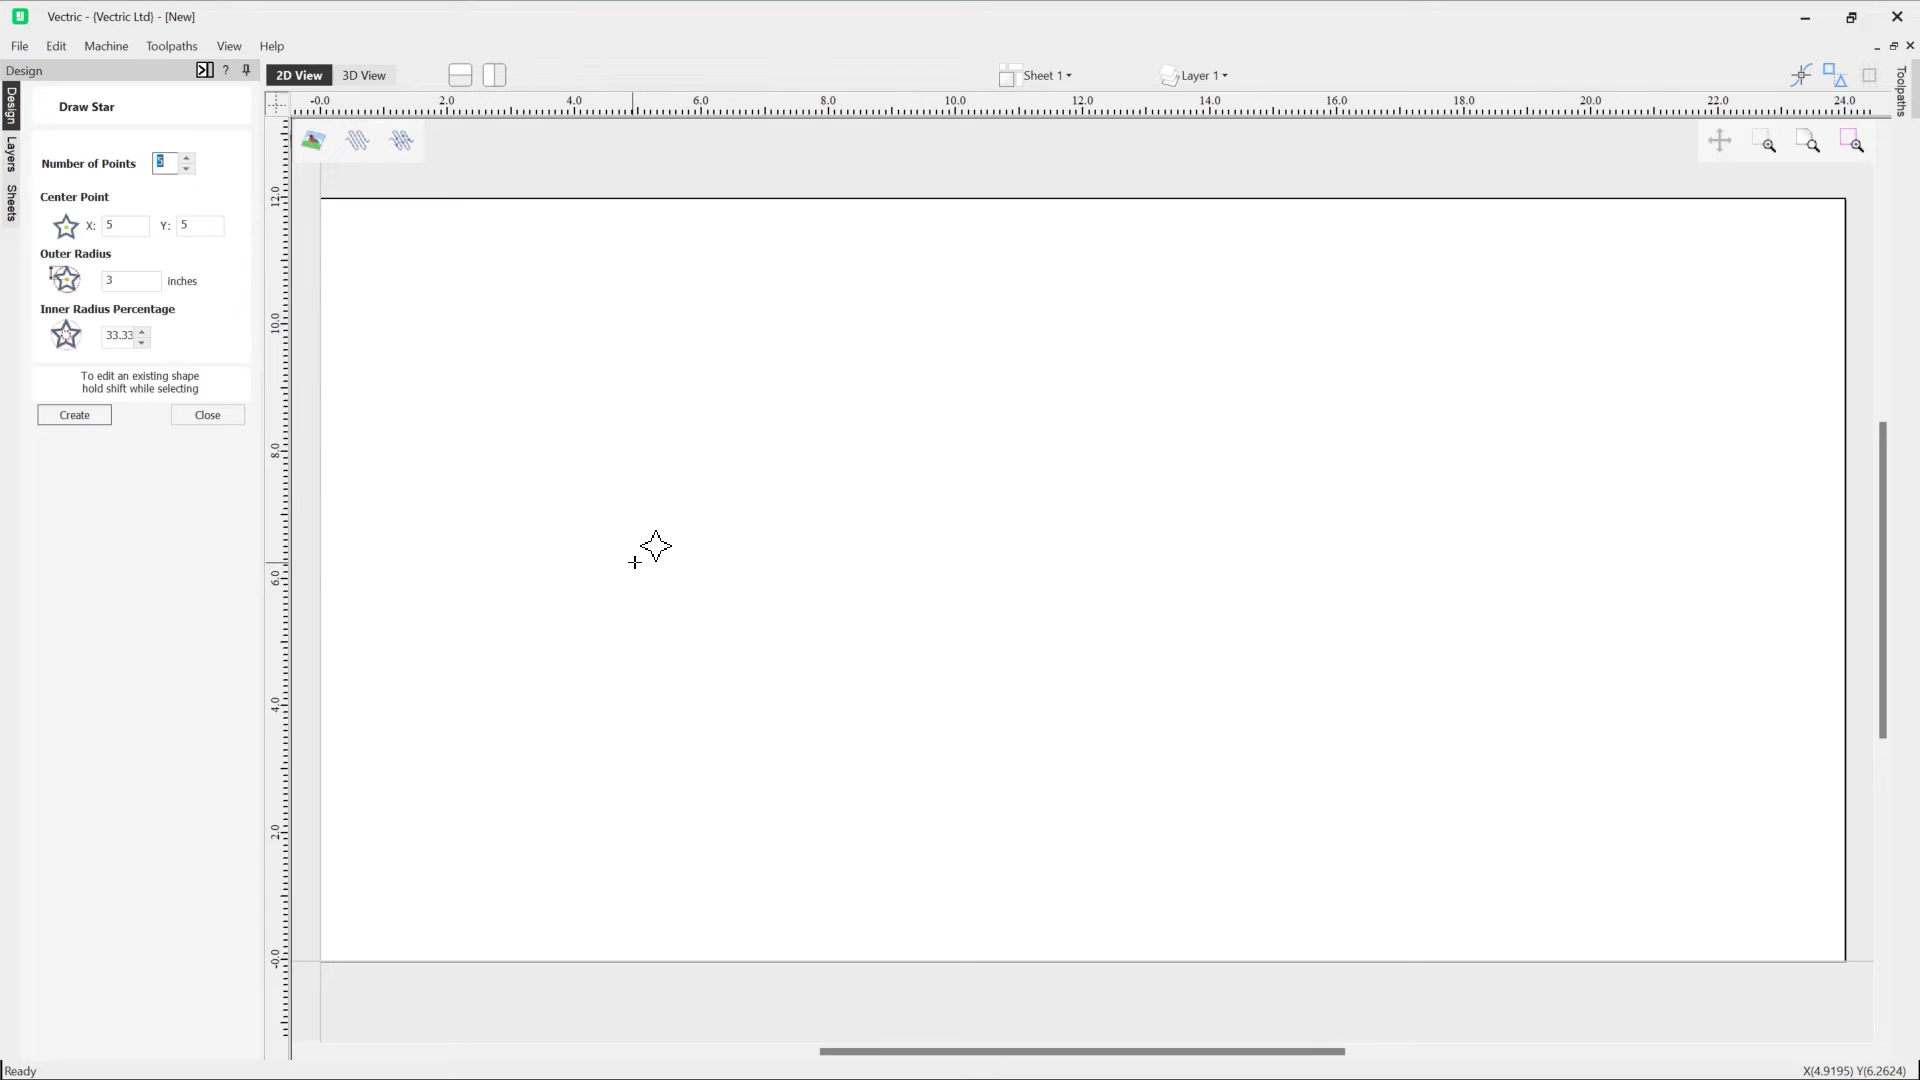 Vectric - {Vectric Ltd} - [New]
File Edit Machine Toolpaths View Help
Design ?
2D View 3D View
Sheet 1
Layer 1
Toolpaths
Design
Layers
Sheets
-0.0 2.0 4.0 6.0 8.0 10.0 12.0 14.0 16.0 18.0 20.0 22.0 24.0
12.0
10.0
8.0
6.0
4.0
2.0
-0.0
Draw Star
Number of Points 5
Center Point
X: 5 Y: 5
Outer Radius
3 inches
Inner Radius Percentage
33.33
To edit an existing shape
hold shift while selecting
Create Close
Ready
X(4.9195) Y(6.2624)